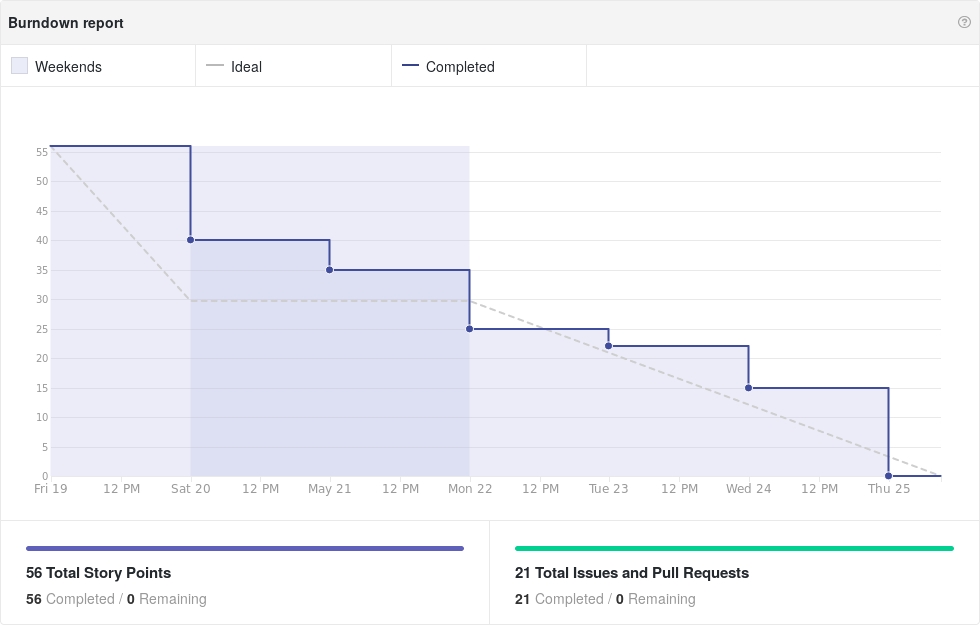 Burndown report
Weekends
Ideal
Completed
55
50
45
40
35
30
25
20
15
10
5
0
Fri 19 12 PM Sat 20 12 PM May 21 12 PM Mon 22 12 PM Tue 23 12 PM Wed 24 12 PM Thu 25
56 Total Story Points
56 Completed / 0 Remaining
21 Total Issues and Pull Requests
21 Completed / 0 Remaining